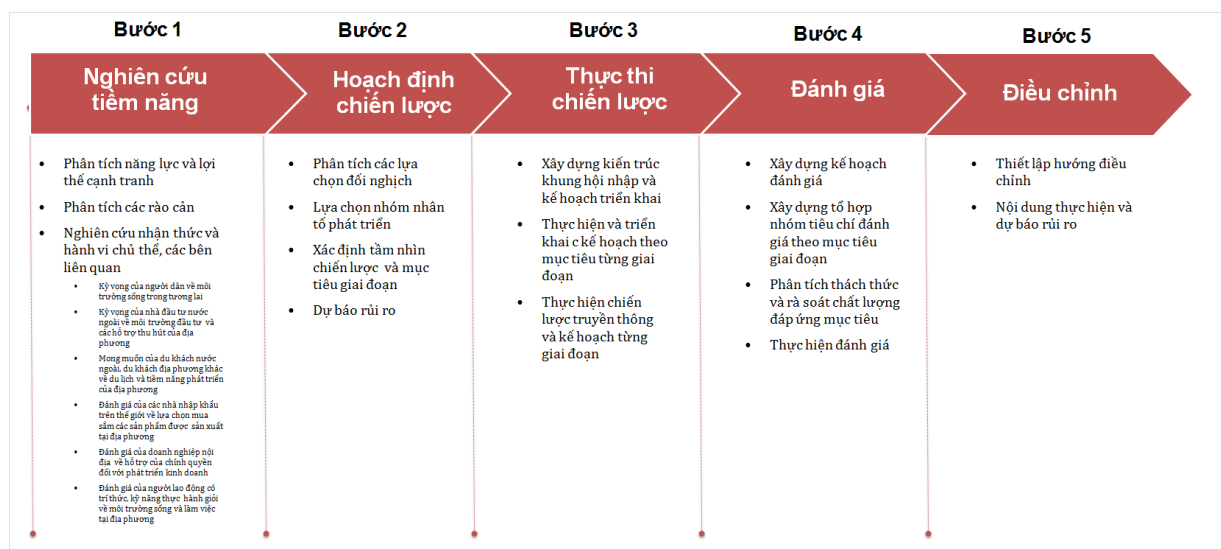 Bước 1
Nghiên cứu
tiềm năng
• Phân tích năng lực và lợi
thế cạnh tranh
• Phân tích các rào cản
• Nghiên cứu nhận thức và
hành vi chủ thể, các bên
liên quan
• Kỳ vọng của người dân về môi
trường sống trong tương lai
• Kỳ vọng của nhà đầu tư nước
ngoài về môi trường đầu tư và
các hỗ trợ thu hút của địa
phương
• Mong muốn của du khách nước
ngoài, du khách địa phương khác
về du lịch và tiềm năng phát triển
của địa phương
• Đánh giá của các nhà nhập khẩu
trên thế giới về lựa chọn mua
sắm các sản phẩm được sản xuất
tại địa phương
• Đánh giá của doanh nghiệp nội
địa về hỗ trợ của chính quyền
đối với phát triển kinh doanh
• Đánh giá của người lao động có
trí thức, kỹ năng thực hành giỏi
về môi trường sống và làm việc
tại địa phương
Bước 2
Hoạch định
chiến lược
• Phân tích các lựa
chọn đối nghịch
• Lựa chọn nhóm nhân
tố phát triển
• Xác định tầm nhìn
chiến lược và mục
tiêu giai đoạn
• Dự báo rủi ro
Bước 3
Thực thi
chiến lược
• Xây dựng kiến trúc
khung hội nhập và
kế hoạch triển khai
• Thực hiện và triển
khai c kế hoạch theo
mục tiêu từng giai
đoạn
• Thực hiện chiến
lược truyền thông
và kế hoạch từng
giai đoạn
Bước 4
Đánh giá
• Xây dựng kế hoạch
đánh giá
• Xây dựng tổ hợp
nhóm tiêu chí đánh
giá theo mục tiêu
giai đoạn
• Phân tích thách thức
và rà soát chất lượng
đáp ứng mục tiêu
• Thực hiện đánh giá
Bước 5
Điều chỉnh
• Thiết lập hướng điều
chỉnh
• Nội dung thực hiện và
dự báo rủi ro